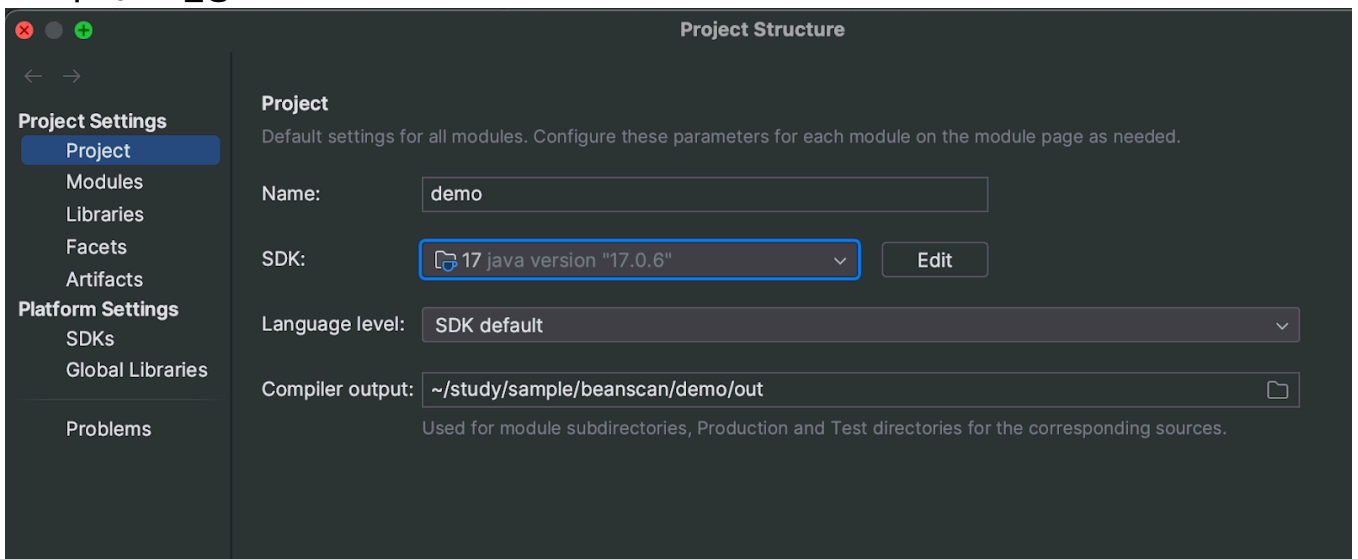 Project Structure
Project Settings
Project
Modules
Libraries
Facets
Artifacts
Platform Settings
SDKs
Global Libraries
Problems
Project
Default settings for all modules. Configure these parameters for each module on the module page as needed.
Name: demo
SDK: 17 java version "17.0.6" Edit
Language level: SDK default
Compiler output: ~/study/sample/beanscan/demo/out
Used for module subdirectories, Production and Test directories for the corresponding sources.